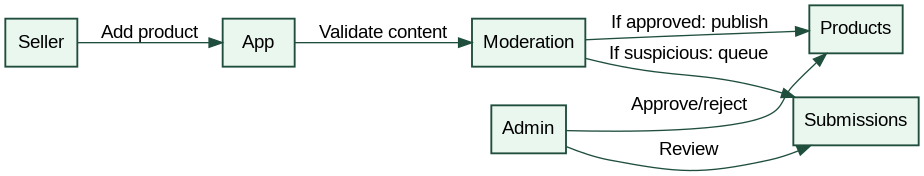 Seller
Add product
App
Validate content
Moderation
If approved: publish
Products
If suspicious: queue
Admin
Approve/reject
Submissions
Review